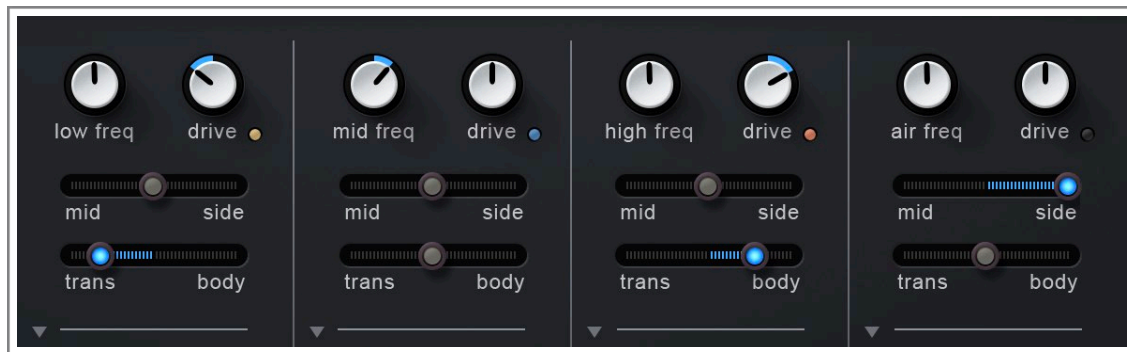 low freq drive mid freq drive high freq drive air freq drive
mid side mid side mid side mid side
trans body trans body trans body trans body